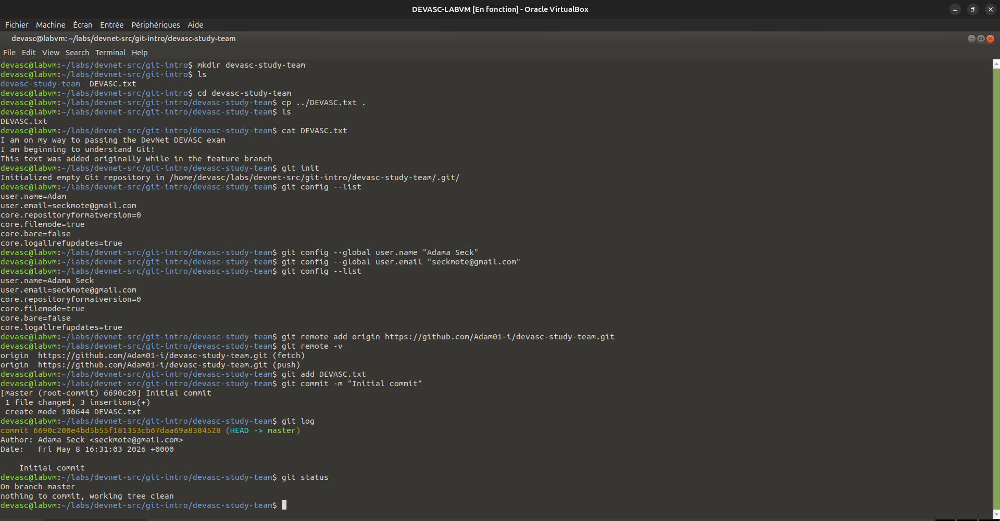 DEVASC-LABVM [En fonction] - Oracle VirtualBox
Fichier Machine Écran Entrée Périphériques Aide
devasc@labvm: ~/labs/devnet-src/git-intro/devasc-study-team
File Edit View Search Terminal Help
devasc@labvm:~/labs/devnet-src/git-intro$ mkdir devasc-study-team
devasc@labvm:~/labs/devnet-src/git-intro$ ls
devasc-study-team  DEVASC.txt
devasc@labvm:~/labs/devnet-src/git-intro$ cd devasc-study-team
devasc@labvm:~/labs/devnet-src/git-intro/devasc-study-team$ cp ../DEVASC.txt .
devasc@labvm:~/labs/devnet-src/git-intro/devasc-study-team$ ls
DEVASC.txt
devasc@labvm:~/labs/devnet-src/git-intro/devasc-study-team$ cat DEVASC.txt
I am on my way to passing the DevNet DEVASC exam
I am beginning to understand Git!
This text was added originally while in the feature branch
devasc@labvm:~/labs/devnet-src/git-intro/devasc-study-team$ git init
Initialized empty Git repository in /home/devasc/labs/devnet-src/git-intro/devasc-study-team/.git/
devasc@labvm:~/labs/devnet-src/git-intro/devasc-study-team$ git config --list
user.name=Adam
user.email=seckmote@gmail.com
core.repositoryformatversion=0
core.filemode=true
core.bare=false
core.logallrefupdates=true
devasc@labvm:~/labs/devnet-src/git-intro/devasc-study-team$ git config --global user.name "Adama Seck"
devasc@labvm:~/labs/devnet-src/git-intro/devasc-study-team$ git config --global user.email "seckmote@gmail.com"
devasc@labvm:~/labs/devnet-src/git-intro/devasc-study-team$ git config --list
user.name=Adama Seck
user.email=seckmote@gmail.com
core.repositoryformatversion=0
core.filemode=true
core.bare=false
core.logallrefupdates=true
devasc@labvm:~/labs/devnet-src/git-intro/devasc-study-team$ git remote add origin https://github.com/Adam01-i/devasc-study-team.git
devasc@labvm:~/labs/devnet-src/git-intro/devasc-study-team$ git remote -v
origin  https://github.com/Adam01-i/devasc-study-team.git (fetch)
origin  https://github.com/Adam01-i/devasc-study-team.git (push)
devasc@labvm:~/labs/devnet-src/git-intro/devasc-study-team$ git add DEVASC.txt
devasc@labvm:~/labs/devnet-src/git-intro/devasc-study-team$ git commit -m "Initial commit"
[master (root-commit) 6690c20] Initial commit
 1 file changed, 3 insertions(+)
 create mode 100644 DEVASC.txt
devasc@labvm:~/labs/devnet-src/git-intro/devasc-study-team$ git log
commit 6690c200e4bd5b55f181353cb67daa69a8384528 (HEAD -> master)
Author: Adama Seck <seckmote@gmail.com>
Date:   Fri May 8 16:31:03 2026 +0000
    Initial commit
devasc@labvm:~/labs/devnet-src/git-intro/devasc-study-team$ git status
On branch master
nothing to commit, working tree clean
devasc@labvm:~/labs/devnet-src/git-intro/devasc-study-team$